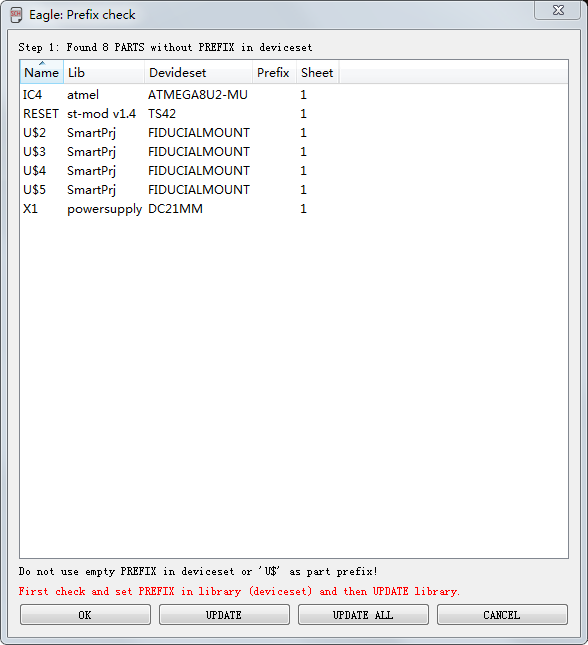 Eagle: Prefix check
Step 1: Found 8 PARTS without PREFIX in deviceset
Name Lib Devideset Prefix Sheet
IC4 atmel ATMEGA8U2-MU 1
RESET st-mod v1.4 TS42 1
U$2 SmartPrj FIDUCIALMOUNT 1
U$3 SmartPrj FIDUCIALMOUNT 1
U$4 SmartPrj FIDUCIALMOUNT 1
U$5 SmartPrj FIDUCIALMOUNT 1
X1 powersupply DC21MM 1
Do not use empty PREFIX in deviceset or 'U$' as part prefix!
First check and set PREFIX in library (deviceset) and then UPDATE library.
OK UPDATE UPDATE ALL CANCEL